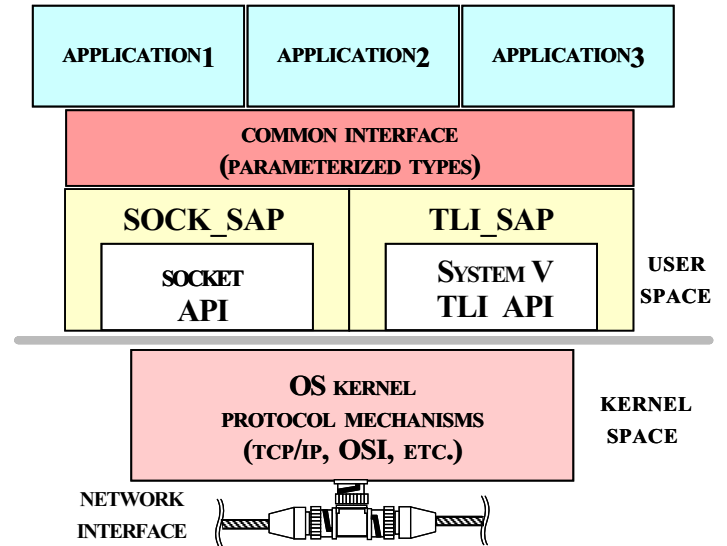 APPLICATION1
APPLICATION2
APPLICATION3
COMMON INTERFACE
(PARAMETERIZED TYPES)
SOCK_SAP
TLI_SAP
SOCKET
API
SYSTEM V
TLI API
USER
SPACE
OS KERNEL
PROTOCOL MECHANISMS
(TCP/IP, OSI, ETC.)
KERNEL
SPACE
NETWORK
INTERFACE